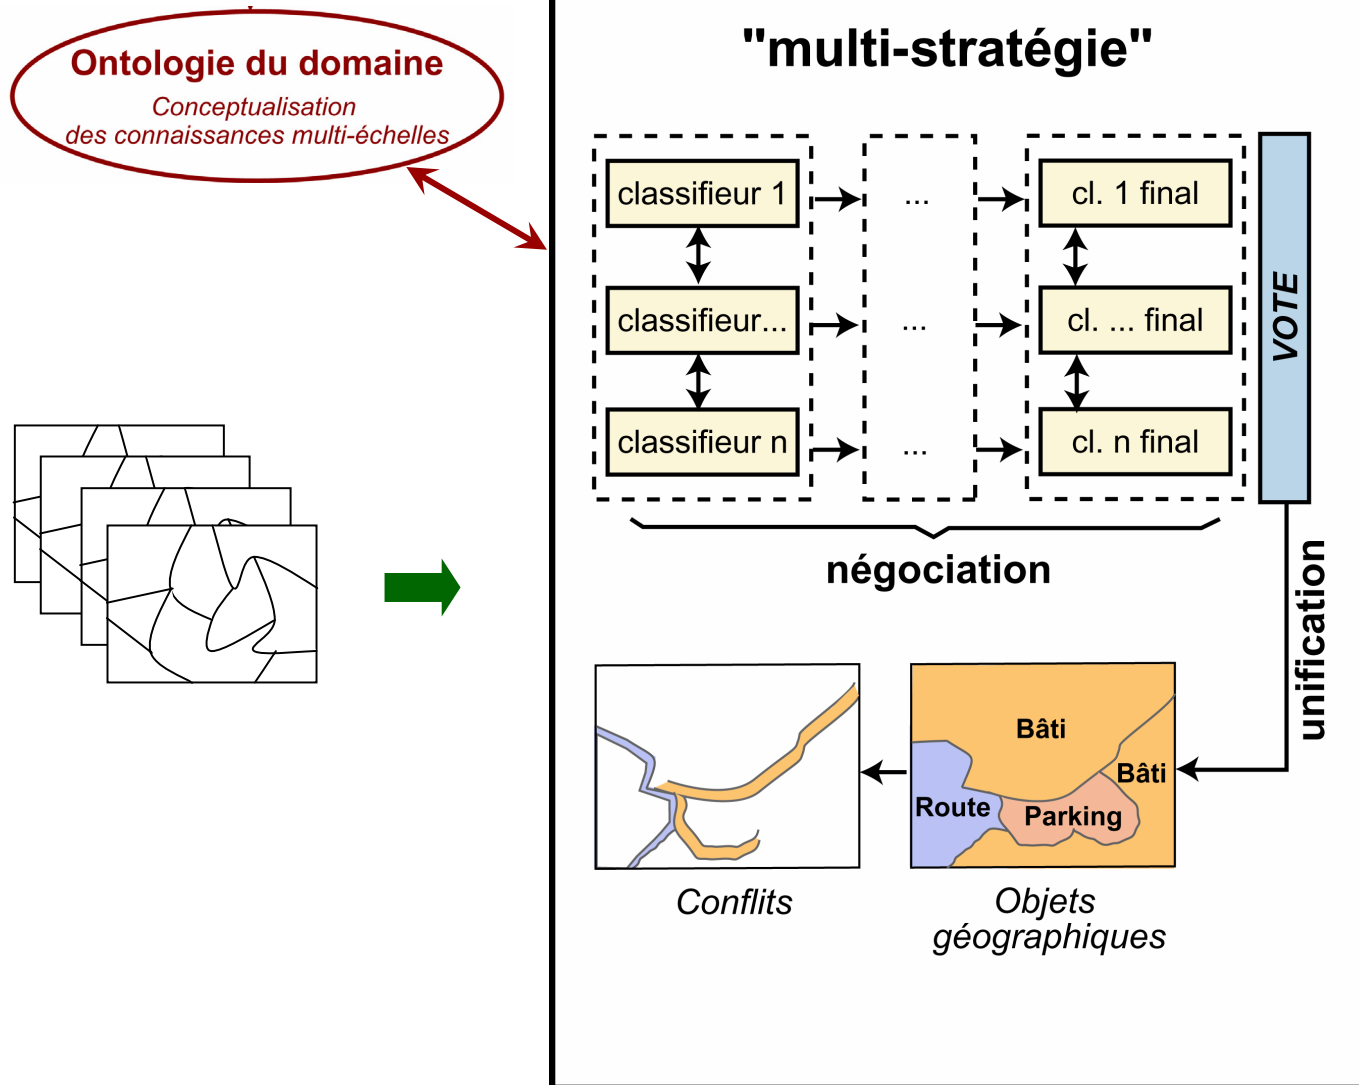 Ontologie du domaine
Conceptualisation
des connaissances multi-échelles
"multi-stratégie"
classifieur 1
...
cl. 1 final
classifieur...
...
cl. ... final
classifieur n
...
cl. n final
VOTE
négociation
unification
Bâti
Bâti
Route
Parking
Conflits
Objets
géographiques